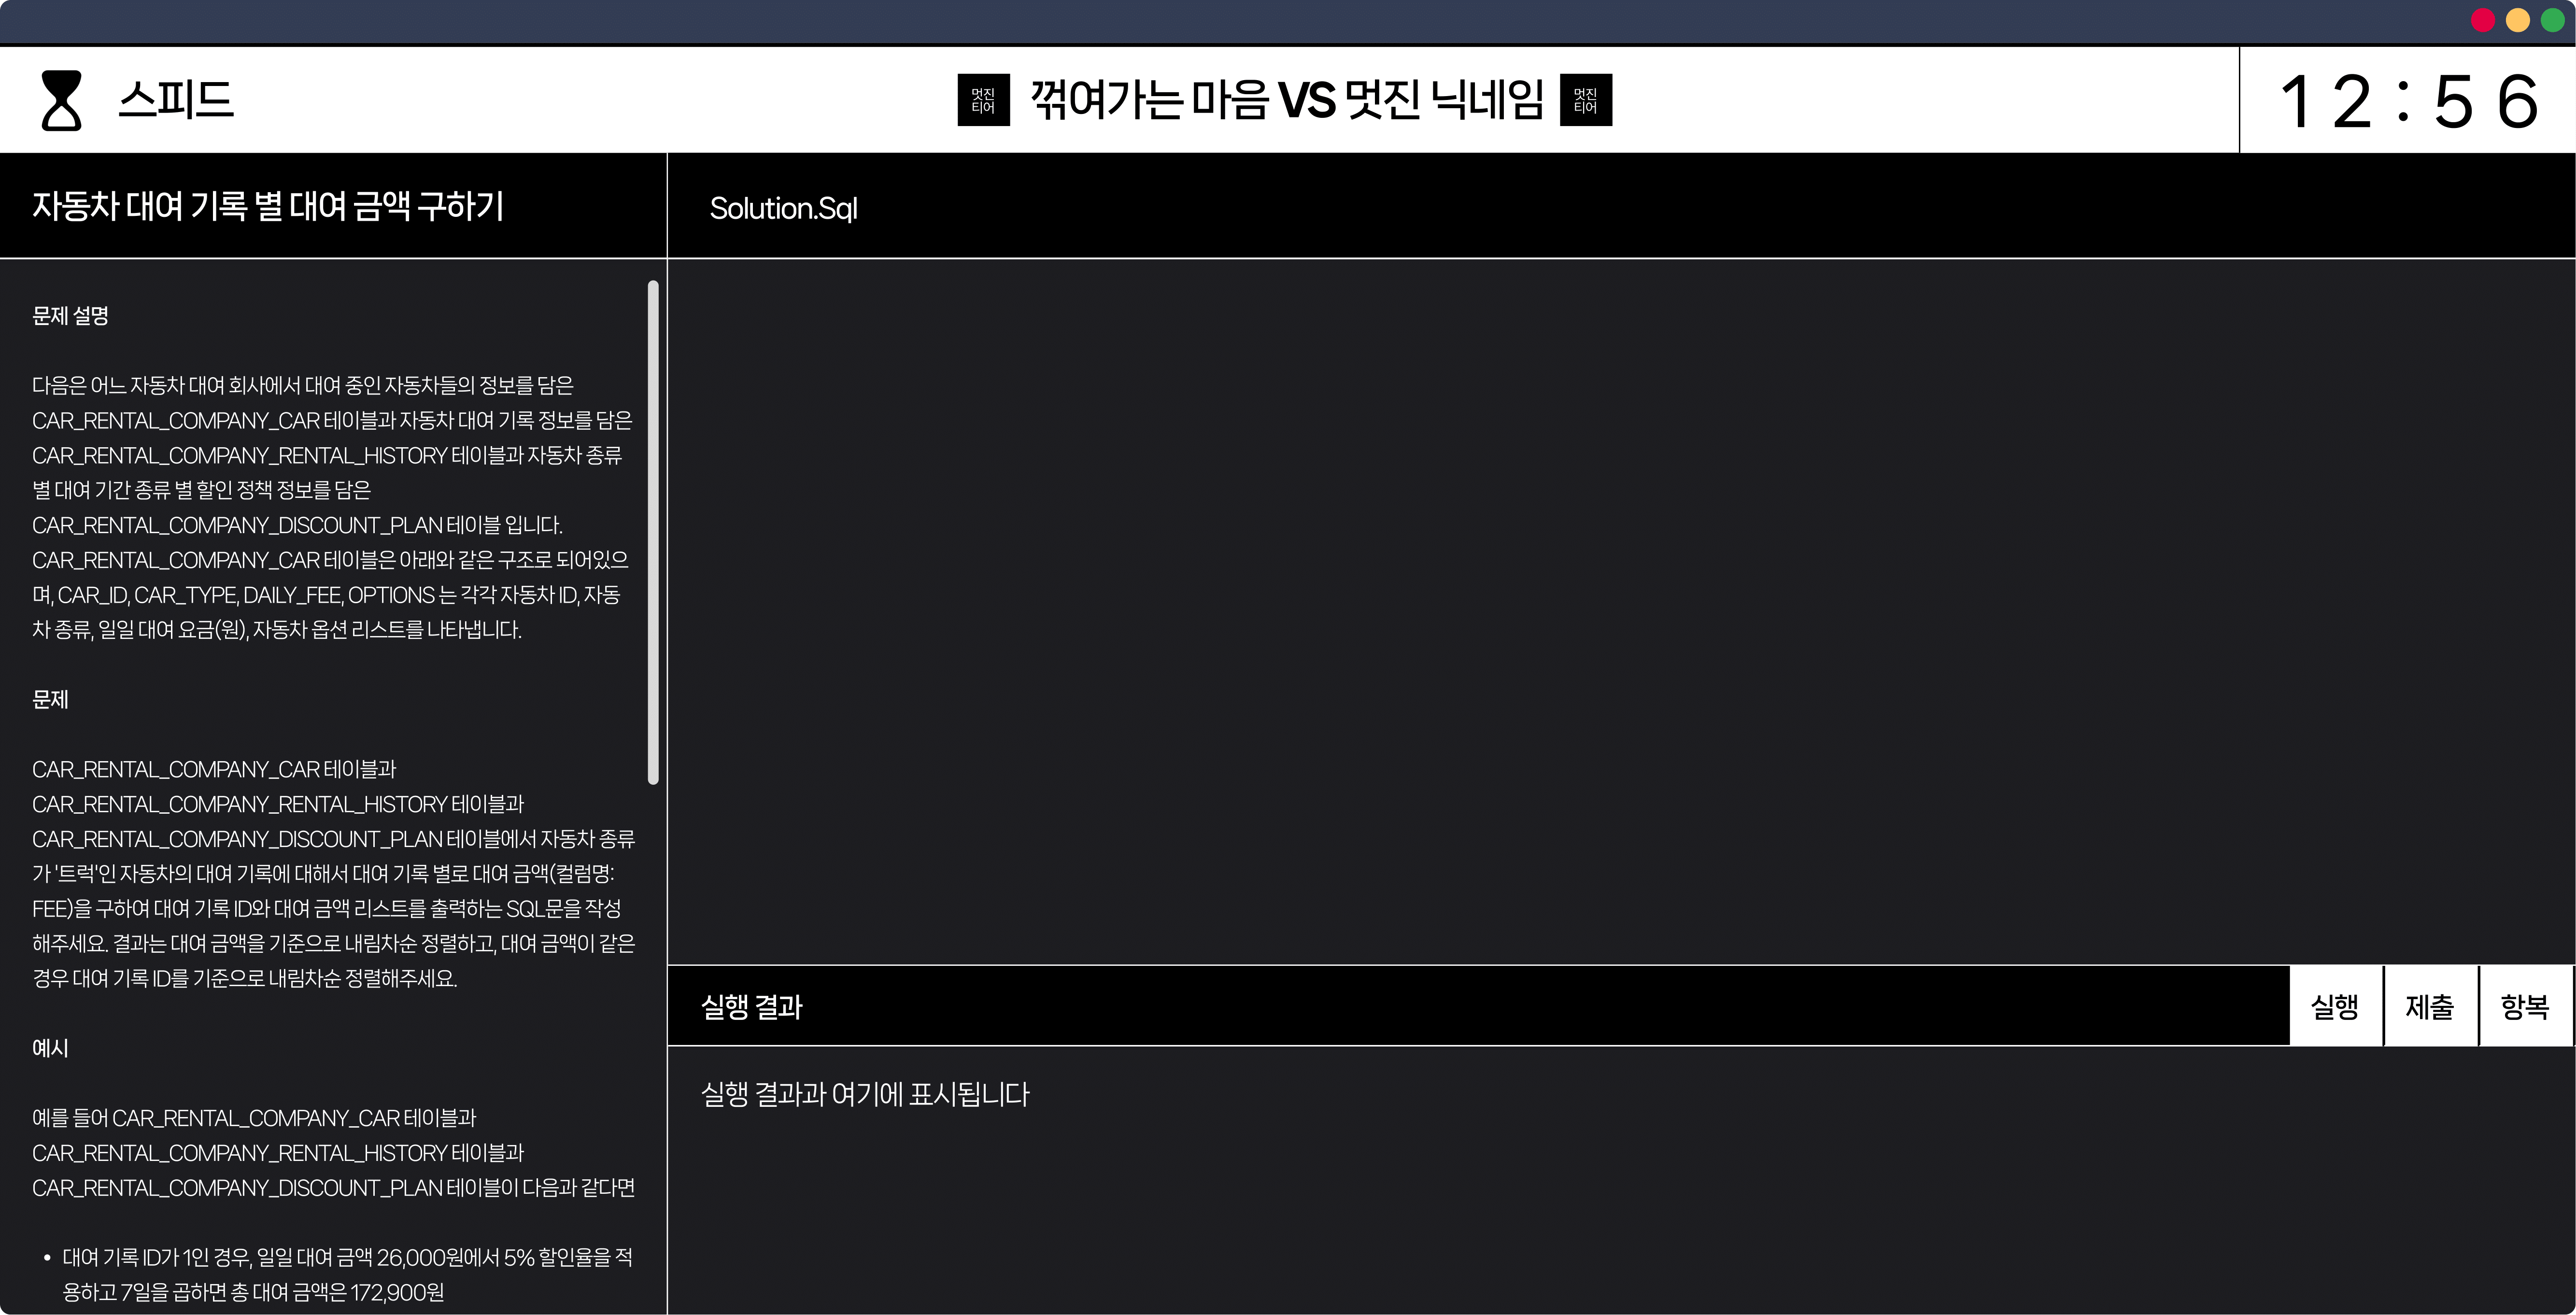 스피드
멋진
티어
꺾여가는 마음 VS 멋진 닉네임
멋진
티어
12:56
자동차 대여 기록 별 대여 금액 구하기
Solution.Sql
문제 설명
다음은 어느 자동차 대여 회사에서 대여 중인 자동차들의 정보를 담은
CAR_RENTAL_COMPANY_CAR 테이블과 자동차 대여 기록 정보를 담은
CAR_RENTAL_COMPANY_RENTAL_HISTORY 테이블과 자동차 종류
별 대여 기간 종류 별 할인 정책 정보를 담은
CAR_RENTAL_COMPANY_DISCOUNT_PLAN 테이블 입니다.
CAR_RENTAL_COMPANY_CAR 테이블은 아래와 같은 구조로 되어있으
며, CAR_ID, CAR_TYPE, DAILY_FEE, OPTIONS 는 각각 자동차 ID, 자동
차 종류, 일일 대여 요금(원), 자동차 옵션 리스트를 나타냅니다.
문제
CAR_RENTAL_COMPANY_CAR 테이블과
CAR_RENTAL_COMPANY_RENTAL_HISTORY 테이블과
CAR_RENTAL_COMPANY_DISCOUNT_PLAN 테이블에서 자동차 종류
가 '트럭'인 자동차의 대여 기록에 대해서 대여 기록 별로 대여 금액(컬럼명:
FEE)을 구하여 대여 기록 ID와 대여 금액 리스트를 출력하는 SQL문을 작성
해주세요. 결과는 대여 금액을 기준으로 내림차순 정렬하고, 대여 금액이 같은
경우 대여 기록 ID를 기준으로 내림차순 정렬해주세요.
예시
예를 들어 CAR_RENTAL_COMPANY_CAR 테이블과
CAR_RENTAL_COMPANY_RENTAL_HISTORY 테이블과
CAR_RENTAL_COMPANY_DISCOUNT_PLAN 테이블이 다음과 같다면
• 대여 기록 ID가 1인 경우, 일일 대여 금액 26,000원에서 5% 할인율을 적
용하고 7일을 곱하면 총 대여 금액은 172,900원
실행 결과
실행
제출
항복
실행 결과과 여기에 표시됩니다